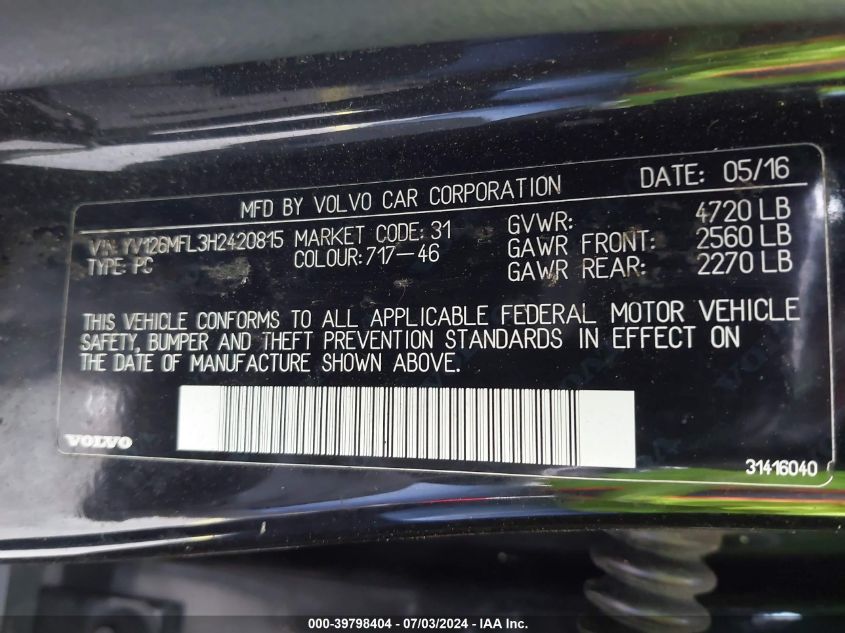 MFD BY VOLVO CAR CORPORATION DATE: 05/16
VIN: YV126MFL3H2420815 MARKET CODE: 31 GVWR: 4720 LB
TYPE: PC COLOUR: 717-46 GAWR FRONT: 2560 LB
GAWR REAR: 2270 LB
THIS VEHICLE CONFORMS TO ALL APPLICABLE FEDERAL MOTOR VEHICLE
SAFETY, BUMPER AND THEFT PREVENTION STANDARDS IN EFFECT ON
THE DATE OF MANUFACTURE SHOWN ABOVE.
VOLVO
31416040
000-39798404 - 07/03/2024 - IAA Inc.